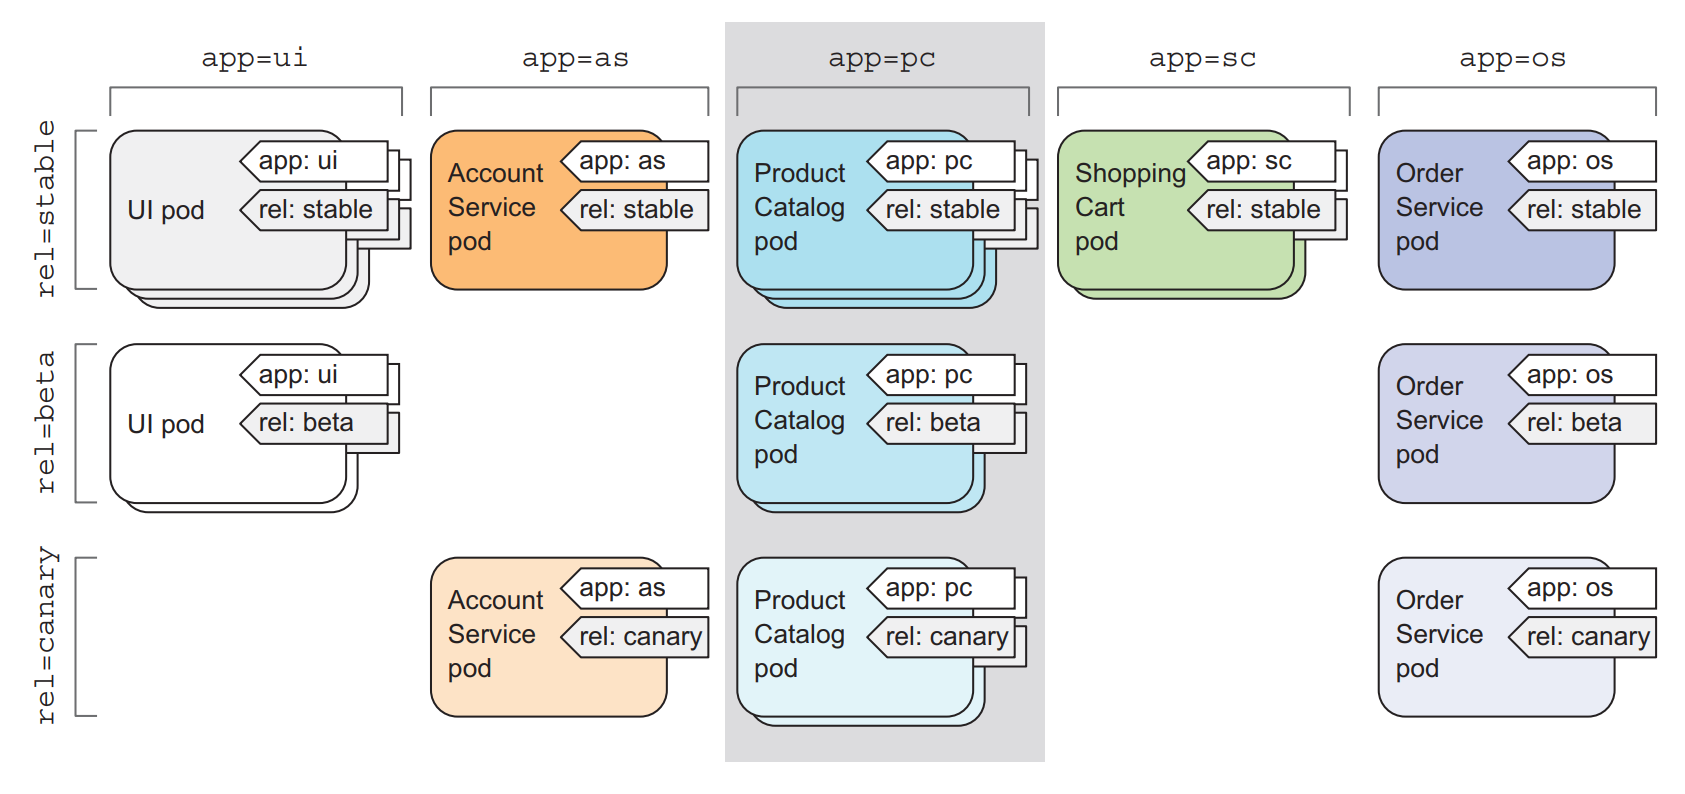 app=ui
app=as
app=pc
app=sc
app=os
rel=stable
UI pod
app: ui
rel: stable
Account
Service
pod
app: as
rel: stable
Product
Catalog
pod
app: pc
rel: stable
Shopping
Cart
pod
app: sc
rel: stable
Order
Service
pod
app: os
rel: stable
rel=beta
UI pod
app: ui
rel: beta
Product
Catalog
pod
app: pc
rel: beta
Order
Service
pod
app: os
rel: beta
rel=canary
Account
Service
pod
app: as
rel: canary
Product
Catalog
pod
app: pc
rel: canary
Order
Service
pod
app: os
rel: canary